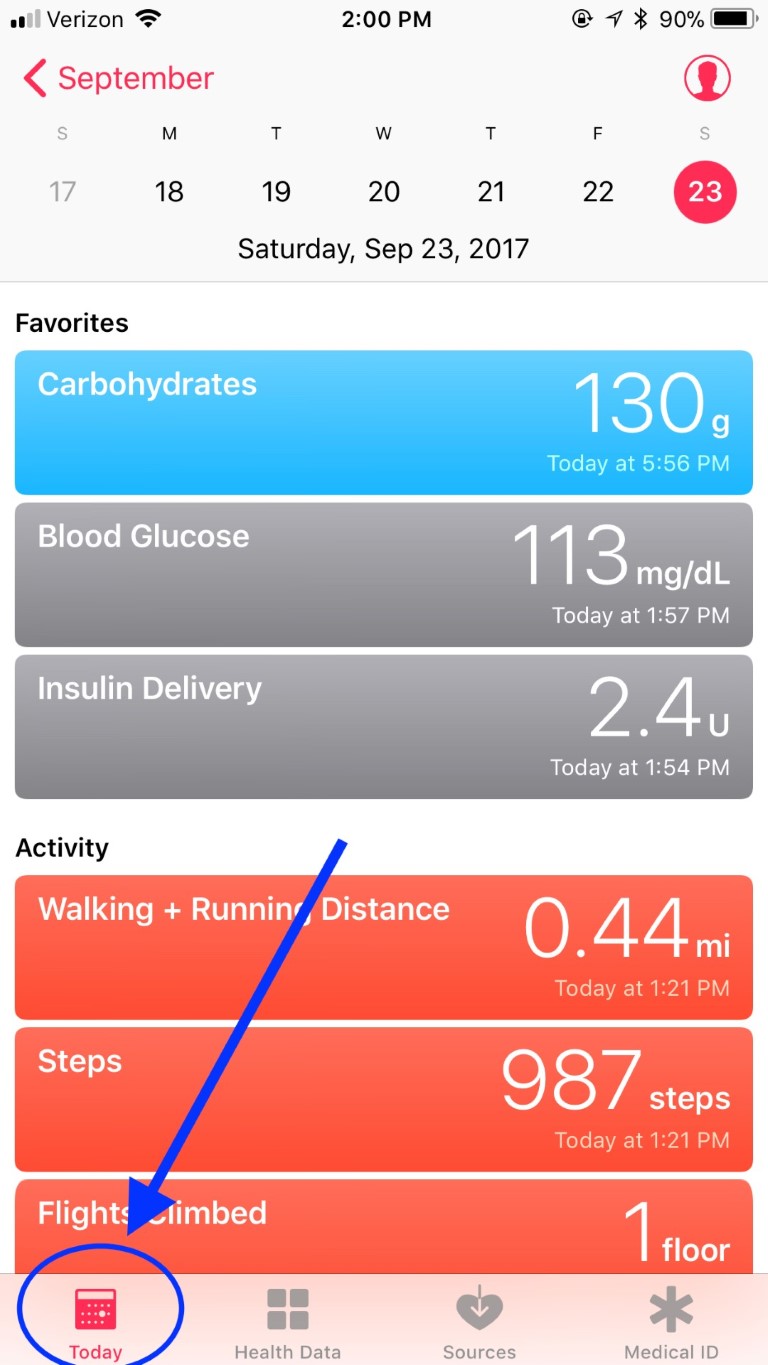 Verizon 2:00 PM 90%
September
S M T W T F S
17 18 19 20 21 22 23
Saturday, Sep 23, 2017
Favorites
Carbohydrates 130 g
Today at 5:56 PM
Blood Glucose 113 mg/dL
Today at 1:57 PM
Insulin Delivery 2.4 U
Today at 1:54 PM
Activity
Walking + Running Distance 0.44 mi
Today at 1:21 PM
Steps 987 steps
Today at 1:21 PM
Flights Climbed 1 floor
Today Health Data Sources Medical ID